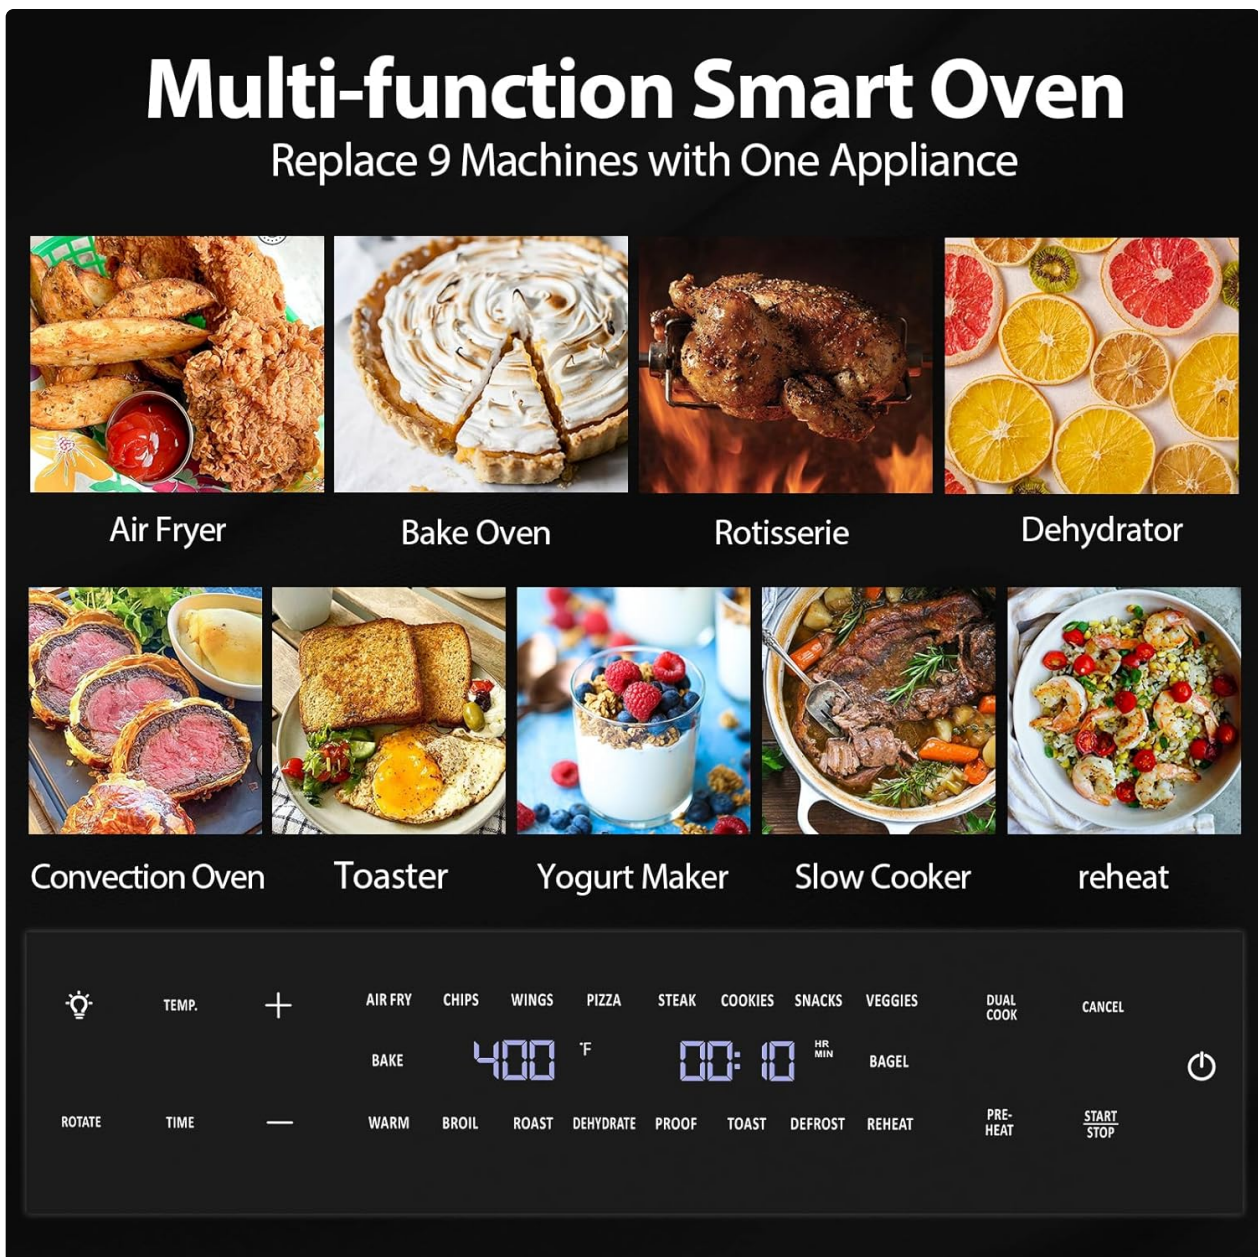 Multi-function Smart Oven
Replace 9 Machines with One Appliance
Air Fryer
Bake Oven
Rotisserie
Dehydrator
Convection Oven
Toaster
Yogurt Maker
Slow Cooker
reheat
TEMP.
AIR FRY CHIPS WINGS PIZZA STEAK COOKIES SNACKS VEGGIES
DUAL
COOK
CANCEL
BAKE
400 °F
00:10 HR
MIN
BAGEL
ROTATE
TIME
WARM BROIL ROAST DEHYDRATE PROOF TOAST DEFROST REHEAT
PRE-
HEAT
START
STOP